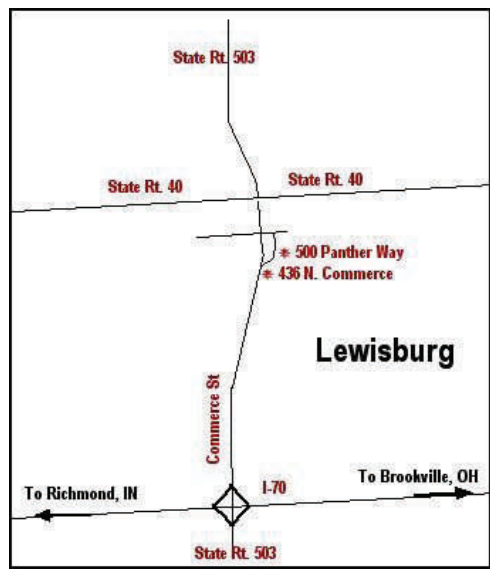 State Rt. 503
State Rt. 40
State Rt. 40
* 500 Panther Way
* 436 N. Commerce
Lewisburg
Commerce St
To Richmond, IN
I-70
To Brookville, OH
State Rt. 503